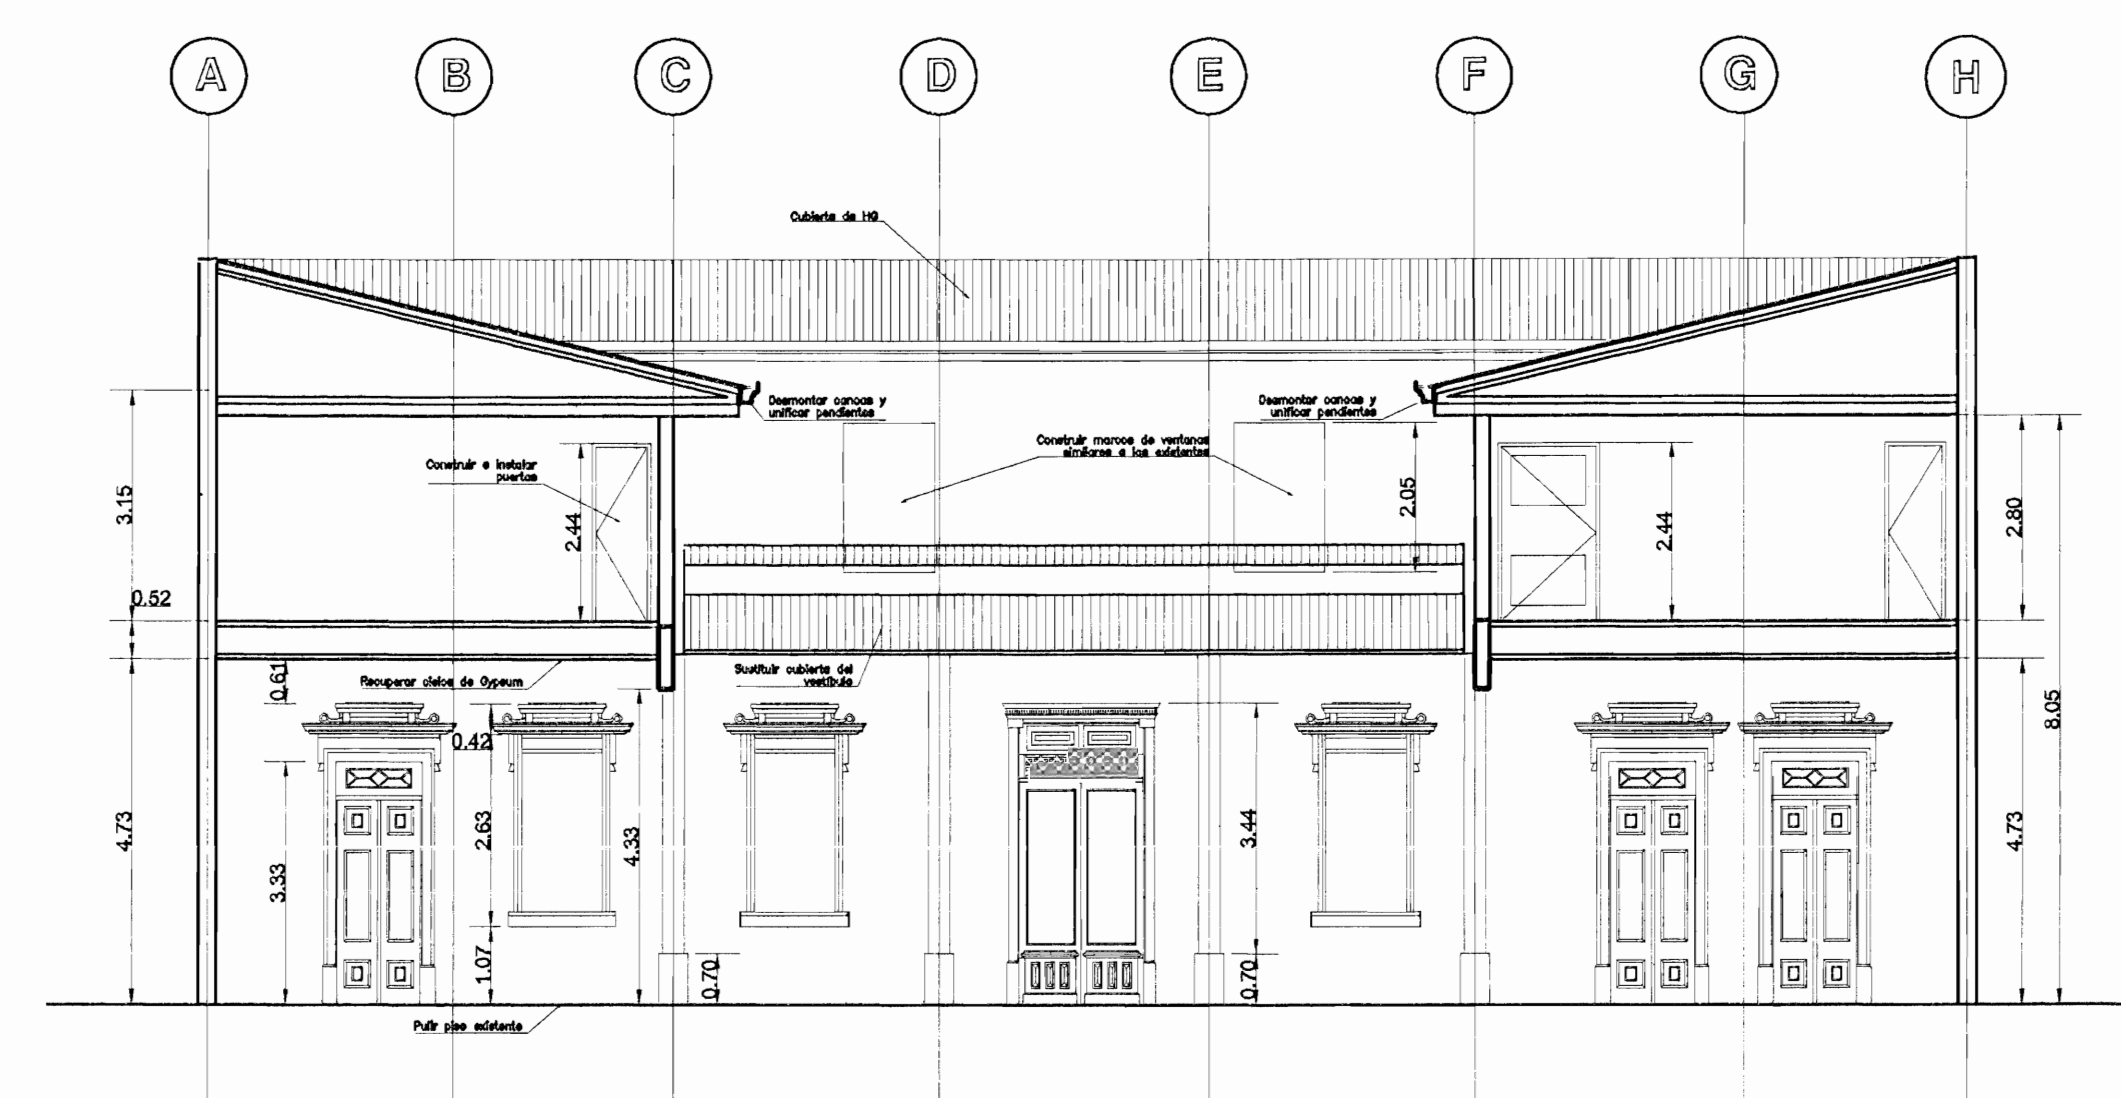 A B C D E F G H
Cubierta de HG
Desmontar canoas y
unificar pendientes
Desmontar canoas y
unificar pendientes
Construir marcos de ventanas
similares a las existentes
Construir e instalar
puertas
3.15
2.44
2.05
2.44
2.80
0.52
0.61
Recuperar cielos de Gypsum
Sustituir cubierta del
vestíbulo
8.05
0.42
4.73
3.33
2.63
4.33
3.44
4.73
1.07
0.70
0.70
Pulir piso existente